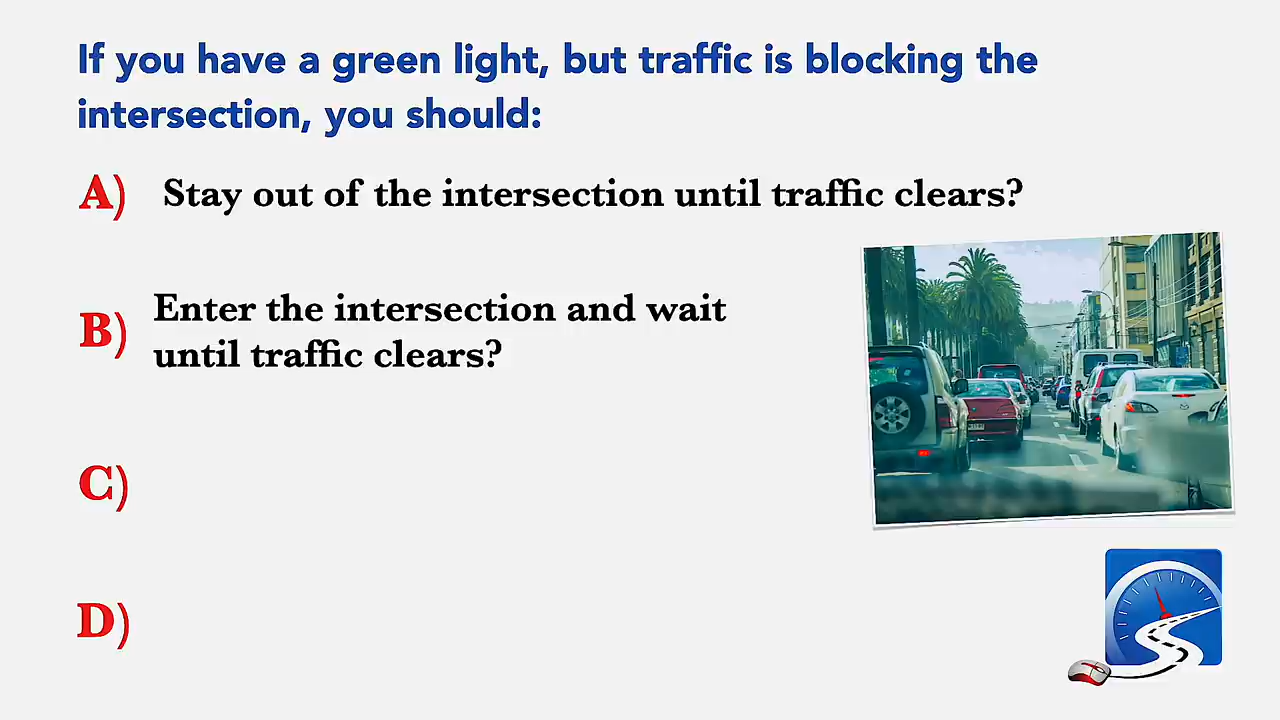 If you have a green light, but traffic is blocking the
intersection, you should:
A) Stay out of the intersection until traffic clears?
B) Enter the intersection and wait
until traffic clears?
C)
D)